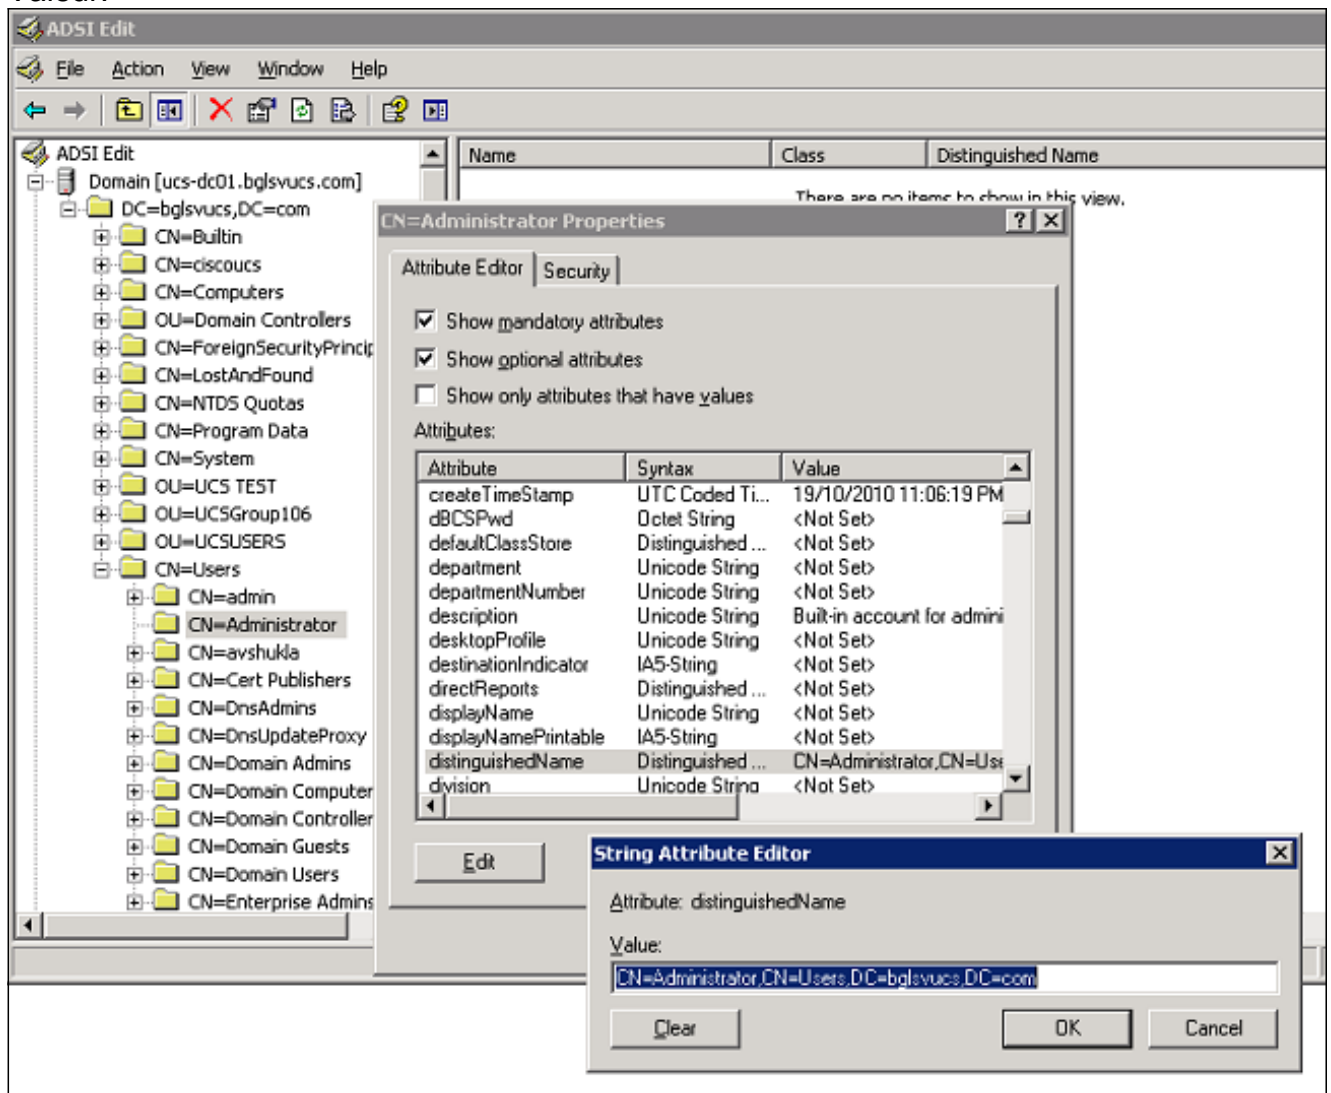 ADSI Edit
File Action View Window Help
ADSI Edit
Name Class Distinguished Name
Domain [ucs-dc01.bglsvucs.com]
There are no items to show in this view.
DC=bglsvucs,DC=com
CN=Builtin
CN=ciscoucs
CN=Computers
OU=Domain Controllers
CN=ForeignSecurityPrincip
CN=LostAndFound
CN=NTDS Quotas
CN=Program Data
CN=System
OU=UCS TEST
OU=UCSGroup106
OU=UCSUSERS
CN=Users
CN=admin
CN=Administrator
CN=avshukla
CN=Cert Publishers
CN=DnsAdmins
CN=DnsUpdateProxy
CN=Domain Admins
CN=Domain Computer
CN=Domain Controller
CN=Domain Guests
CN=Domain Users
CN=Enterprise Admins
CN=Administrator Properties
Attribute Editor Security
Show mandatory attributes
Show optional attributes
Show only attributes that have values
Attributes:
Attribute Syntax Value
createTimeStamp UTC Coded Ti... 19/10/2010 11:06:19 PM
dBCSPwd Octet String <Not Set>
defaultClassStore Distinguished ... <Not Set>
department Unicode String <Not Set>
departmentNumber Unicode String <Not Set>
description Unicode String Built-in account for admini
desktopProfile Unicode String <Not Set>
destinationIndicator IA5-String <Not Set>
directReports Distinguished ... <Not Set>
displayName Unicode String <Not Set>
displayNamePrintable IA5-String <Not Set>
distinguishedName Distinguished ... CN=Administrator,CN=Use
division Unicode String <Not Set>
Edit
String Attribute Editor
Attribute: distinguishedName
Value:
CN=Administrator,CN=Users,DC=bglsvucs,DC=com
Clear OK Cancel